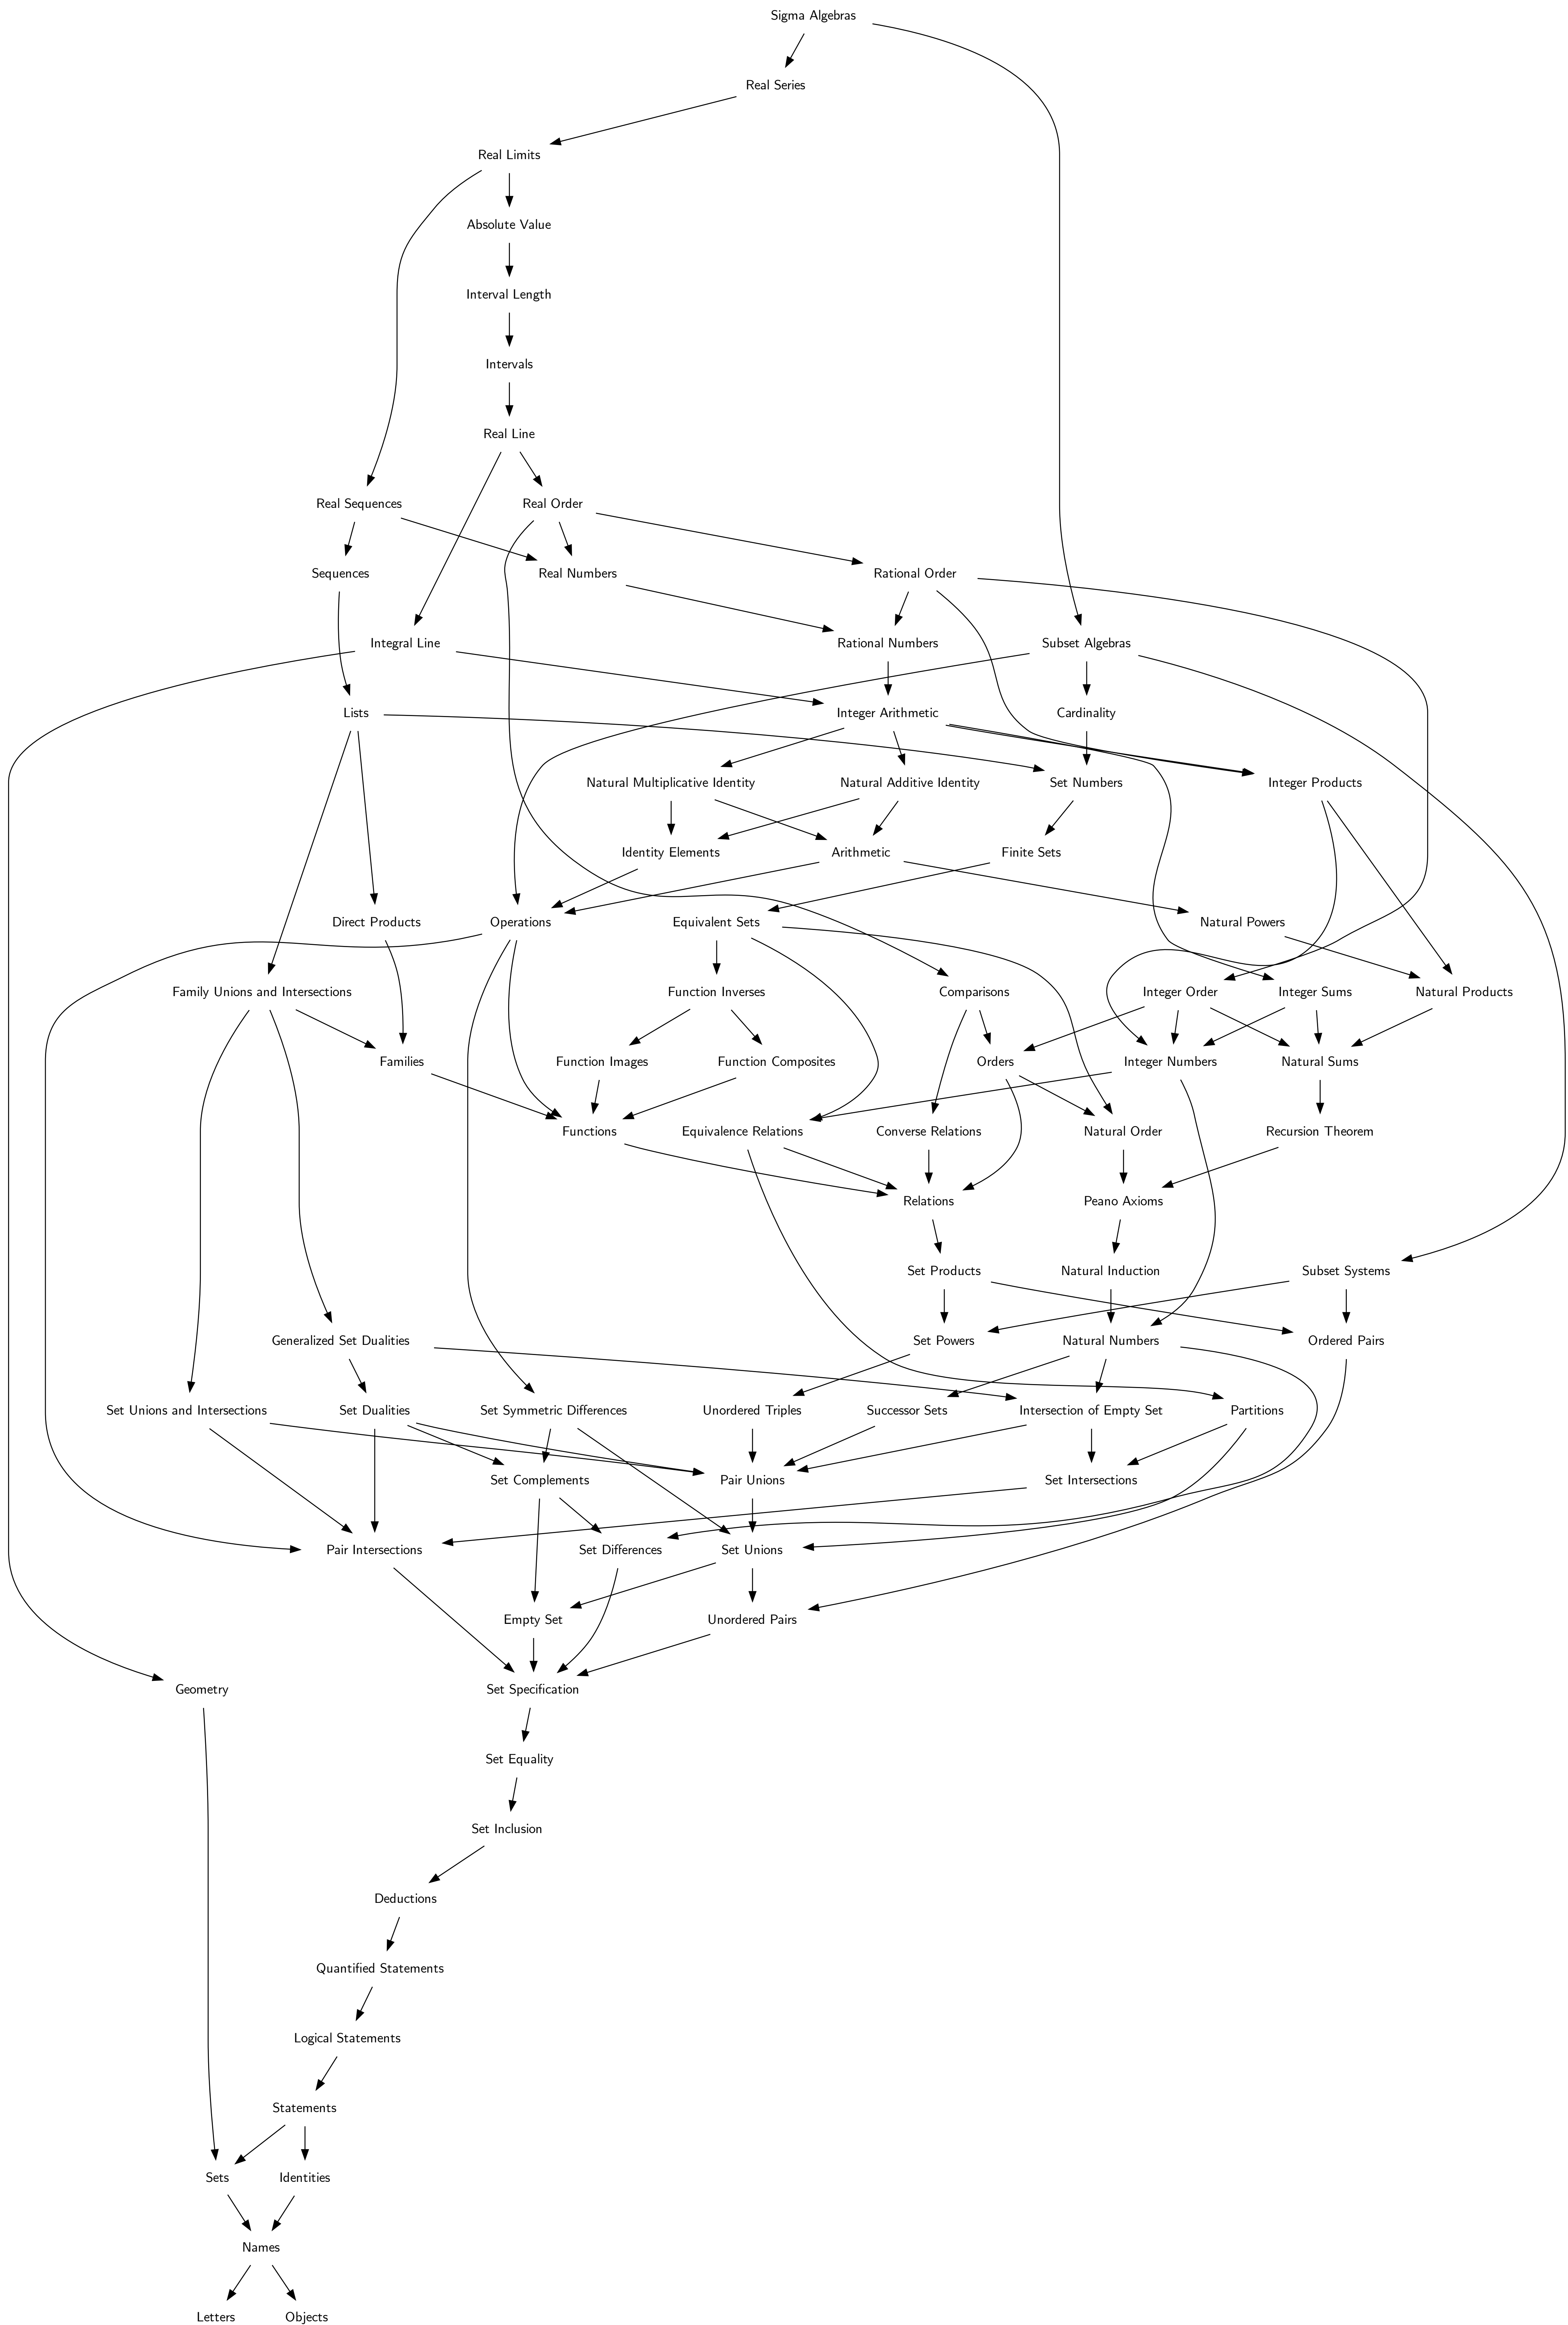 Sigma Algebras
Real Series
Real Limits
Absolute Value
Interval Length
Intervals
Real Line
Real Sequences
Real Order
Sequences
Real Numbers
Rational Order
Integral Line
Rational Numbers
Subset Algebras
Lists
Integer Arithmetic
Cardinality
Natural Multiplicative Identity
Natural Additive Identity
Set Numbers
Integer Products
Identity Elements
Arithmetic
Finite Sets
Direct Products
Operations
Equivalent Sets
Natural Powers
Family Unions and Intersections
Function Inverses
Comparisons
Integer Order
Integer Sums
Natural Products
Families
Function Images
Function Composites
Orders
Integer Numbers
Natural Sums
Functions
Equivalence Relations
Converse Relations
Natural Order
Recursion Theorem
Relations
Peano Axioms
Set Products
Natural Induction
Subset Systems
Generalized Set Dualities
Set Powers
Natural Numbers
Ordered Pairs
Set Unions and Intersections
Set Dualities
Set Symmetric Differences
Unordered Triples
Successor Sets
Intersection of Empty Set
Partitions
Set Complements
Pair Unions
Set Intersections
Pair Intersections
Set Differences
Set Unions
Empty Set
Unordered Pairs
Geometry
Set Specification
Set Equality
Set Inclusion
Deductions
Quantified Statements
Logical Statements
Statements
Sets
Identities
Names
Letters
Objects